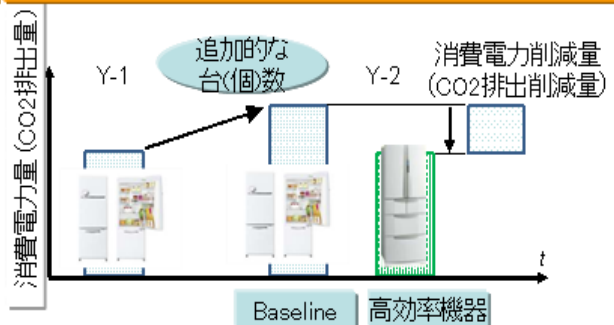 消費電力量(CO2排出量)
Y-1
追加的な
台(個)数
Y-2
消費電力削減量
(CO2排出削減量)
t
Baseline
高効率機器